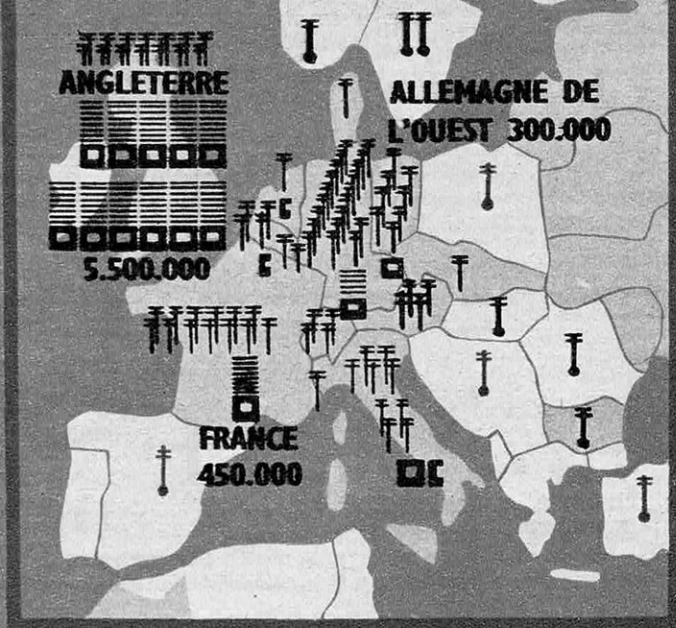 ANGLETERRE
5.500.000
ALLEMAGNE DE
L'OUEST 300.000
FRANCE
450.000